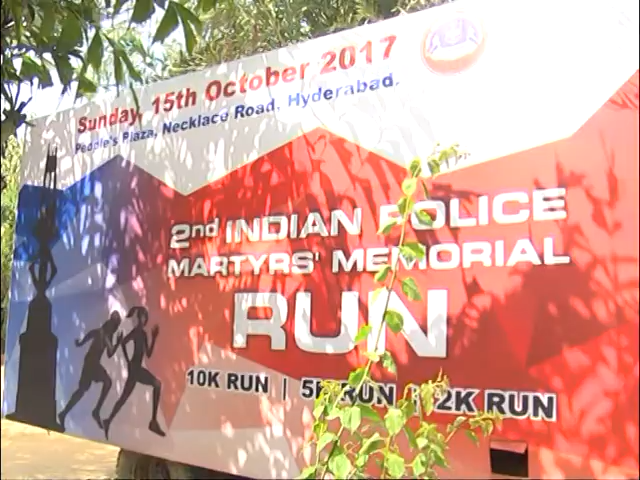 Sunday, 15th October 2017
People's Plaza, Necklace Road, Hyderabad.
2nd INDIAN POLICE
MARTYRS' MEMORIAL
RUN
10K RUN | 5K RUN | 2K RUN